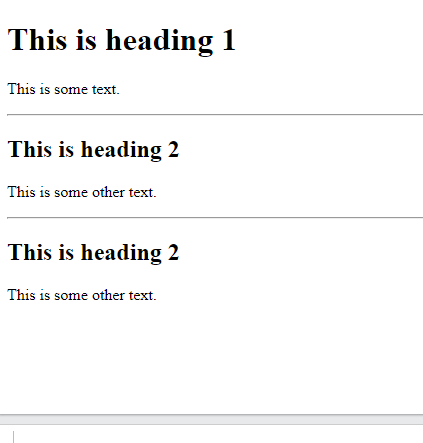 This is heading 1
This is some text.
This is heading 2
This is some other text.
This is heading 2
This is some other text.